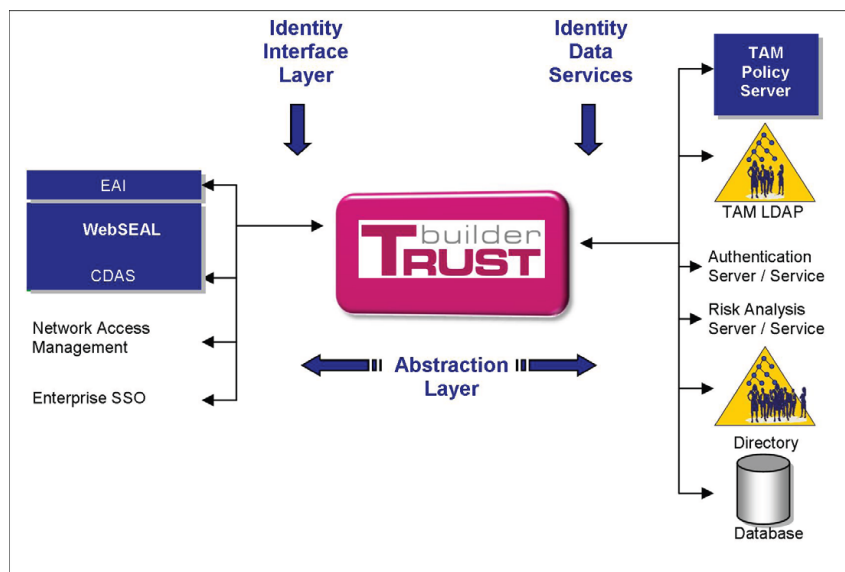 Identity
Interface
Layer
Identity
Data
Services
TAM
Policy
Server
TAM LDAP
EAI
WebSEAL
CDAS
Network Access
Management
Enterprise SSO
builder
TRUST
Abstraction
Layer
Authentication
Server / Service
Risk Analysis
Server / Service
Directory
Database